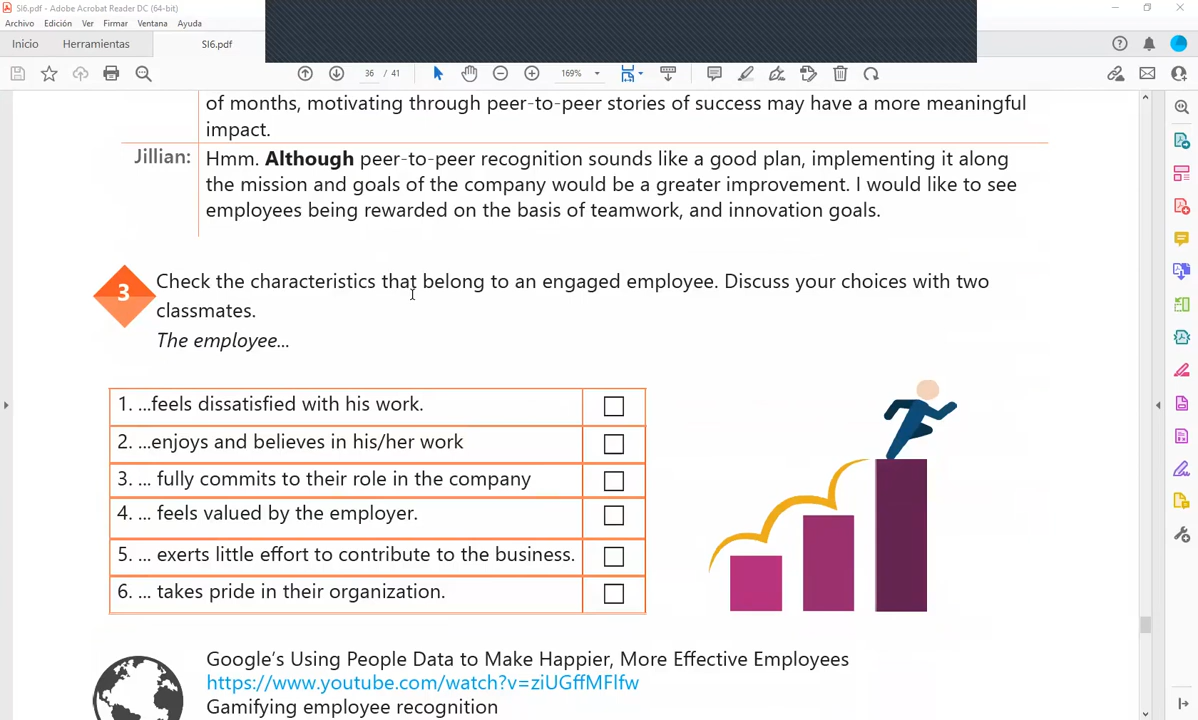 SI6.pdf - Adobe Acrobat Reader DC (64-bit)
Archivo Edición Ver Firmar Ventana Ayuda
Inicio Herramientas SI6.pdf
36 / 41 169%
of months, motivating through peer-to-peer stories of success may have a more meaningful
impact.
Jillian: Hmm. Although peer-to-peer recognition sounds like a good plan, implementing it along
the mission and goals of the company would be a greater improvement. I would like to see
employees being rewarded on the basis of teamwork, and innovation goals.
3 Check the characteristics that belong to an engaged employee. Discuss your choices with two
classmates.
The employee...
1. ...feels dissatisfied with his work.
2. ...enjoys and believes in his/her work
3. ... fully commits to their role in the company
4. ... feels valued by the employer.
5. ... exerts little effort to contribute to the business.
6. ... takes pride in their organization.
Google's Using People Data to Make Happier, More Effective Employees
https://www.youtube.com/watch?v=ziUGffMFlfw
Gamifying employee recognition